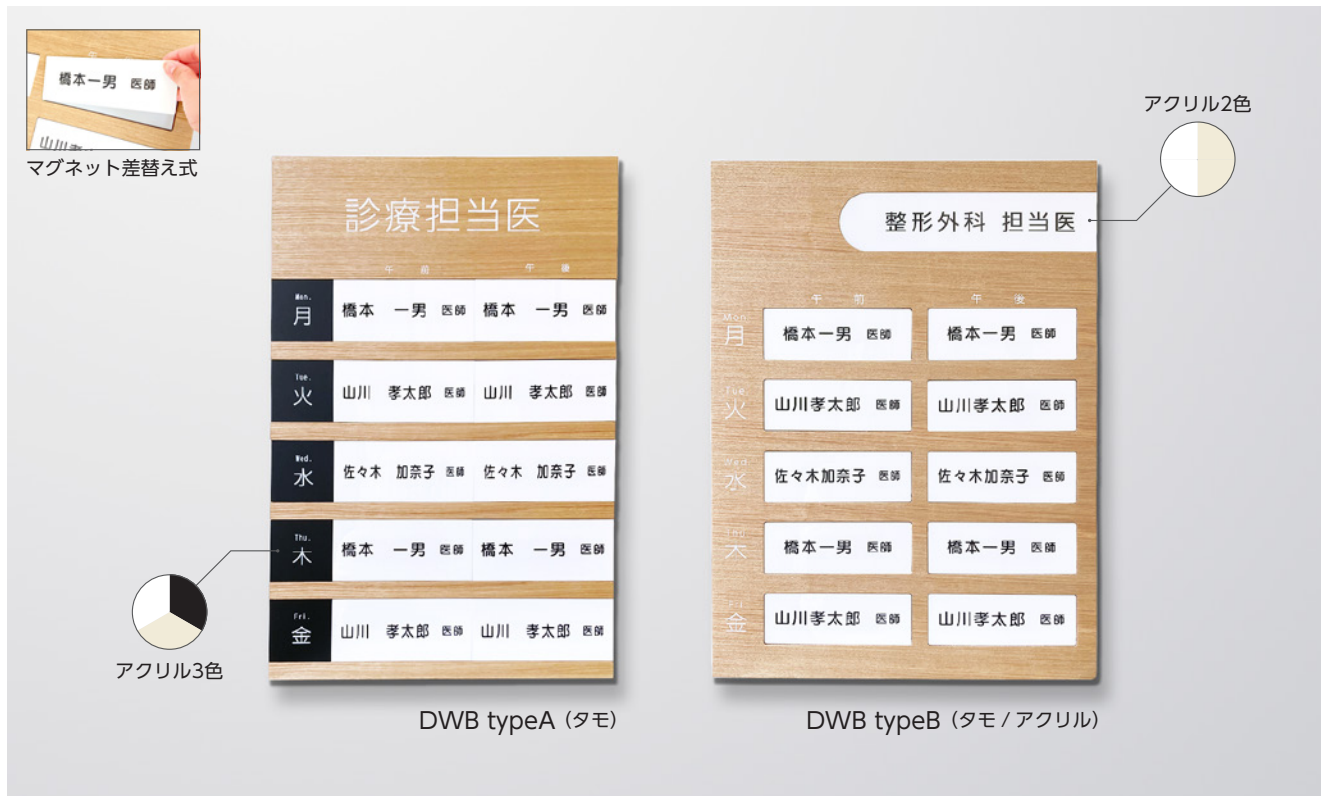 橋本一男 医師
山川
マグネット差替え式
アクリル2色
診療担当医
午 前 午 後
Mon.
月 橋本 一男 医師 橋本 一男 医師
Tue.
火 山川 孝太郎 医師 山川 孝太郎 医師
Wed.
水 佐々木 加奈子 医師 佐々木 加奈子 医師
Thu.
木 橋本 一男 医師 橋本 一男 医師
Fri.
金 山川 孝太郎 医師 山川 孝太郎 医師
アクリル3色
DWB typeA（タモ）
整形外科 担当医
午 前 午 後
Mon
月 橋本一男 医師 橋本一男 医師
Tue
火 山川孝太郎 医師 山川孝太郎 医師
Wed
水 佐々木加奈子 医師 佐々木加奈子 医師
Thu
木 橋本一男 医師 橋本一男 医師
Fri
金 山川孝太郎 医師 山川孝太郎 医師
DWB typeB（タモ / アクリル）